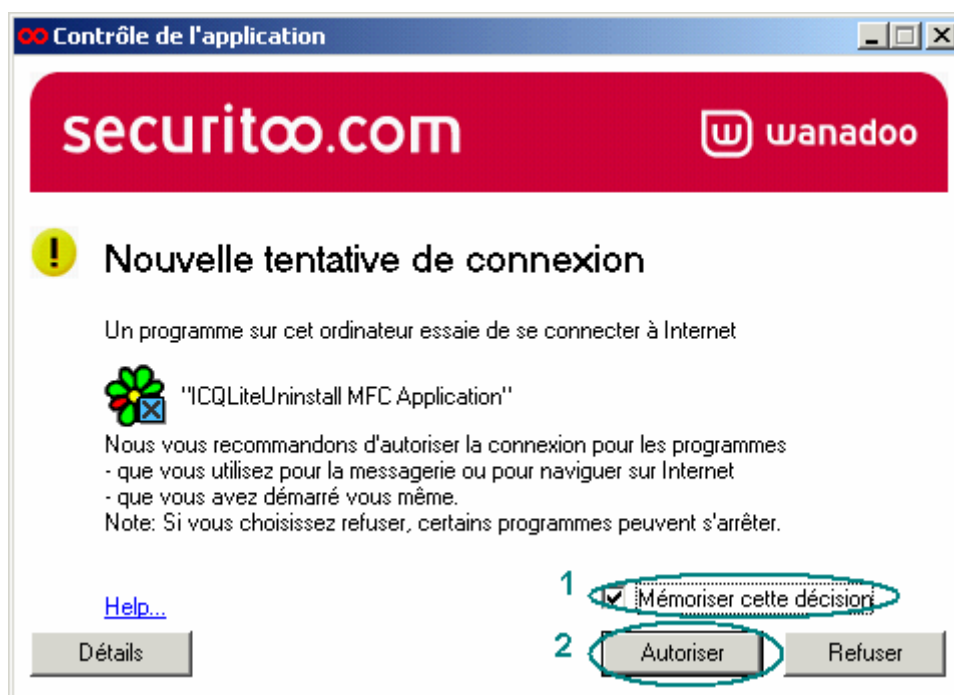 Contrôle de l'application
securitoo.com
wanadoo
Nouvelle tentative de connexion
Un programme sur cet ordinateur essaie de se connecter à Internet
"ICQLiteUninstall MFC Application"
Nous vous recommandons d'autoriser la connexion pour les programmes
- que vous utilisez pour la messagerie ou pour naviguer sur Internet
- que vous avez démarré vous même.
Note: Si vous choisissez refuser, certains programmes peuvent s'arrêter.
1 Mémoriser cette décision
Help...
Détails 2 Autoriser Refuser